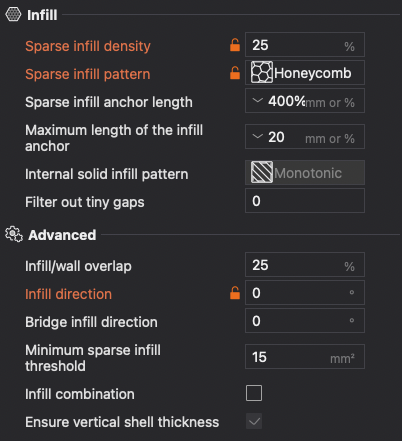 Infill
Sparse infill density 25 %
Sparse infill pattern Honeycomb
Sparse infill anchor length 400% mm or %
Maximum length of the infill
anchor 20 mm or %
Internal solid infill pattern Monotonic
Filter out tiny gaps 0
Advanced
Infill/wall overlap 25 %
Infill direction 0 °
Bridge infill direction 0 °
Minimum sparse infill
threshold 15 mm²
Infill combination
Ensure vertical shell thickness